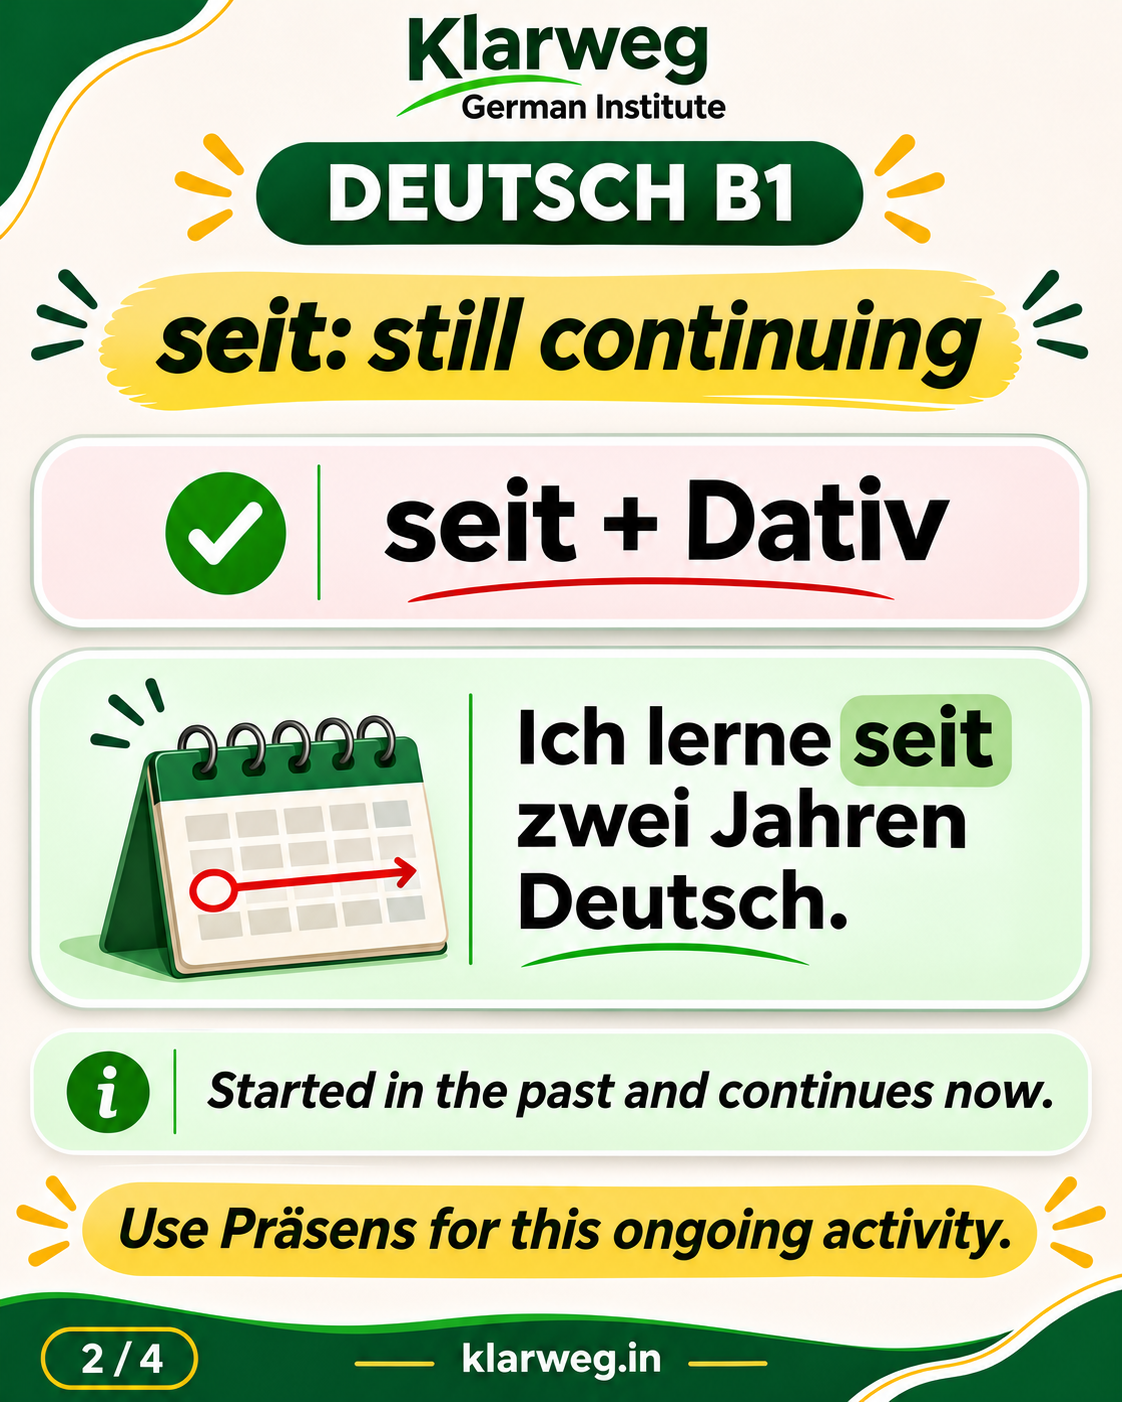 Klarweg
German Institute
DEUTSCH B1
seit: still continuing
seit + Dativ
Ich lerne seit
zwei Jahren
Deutsch.
i
Started in the past and continues now.
Use Präsens for this ongoing activity.
2 / 4
klarweg.in